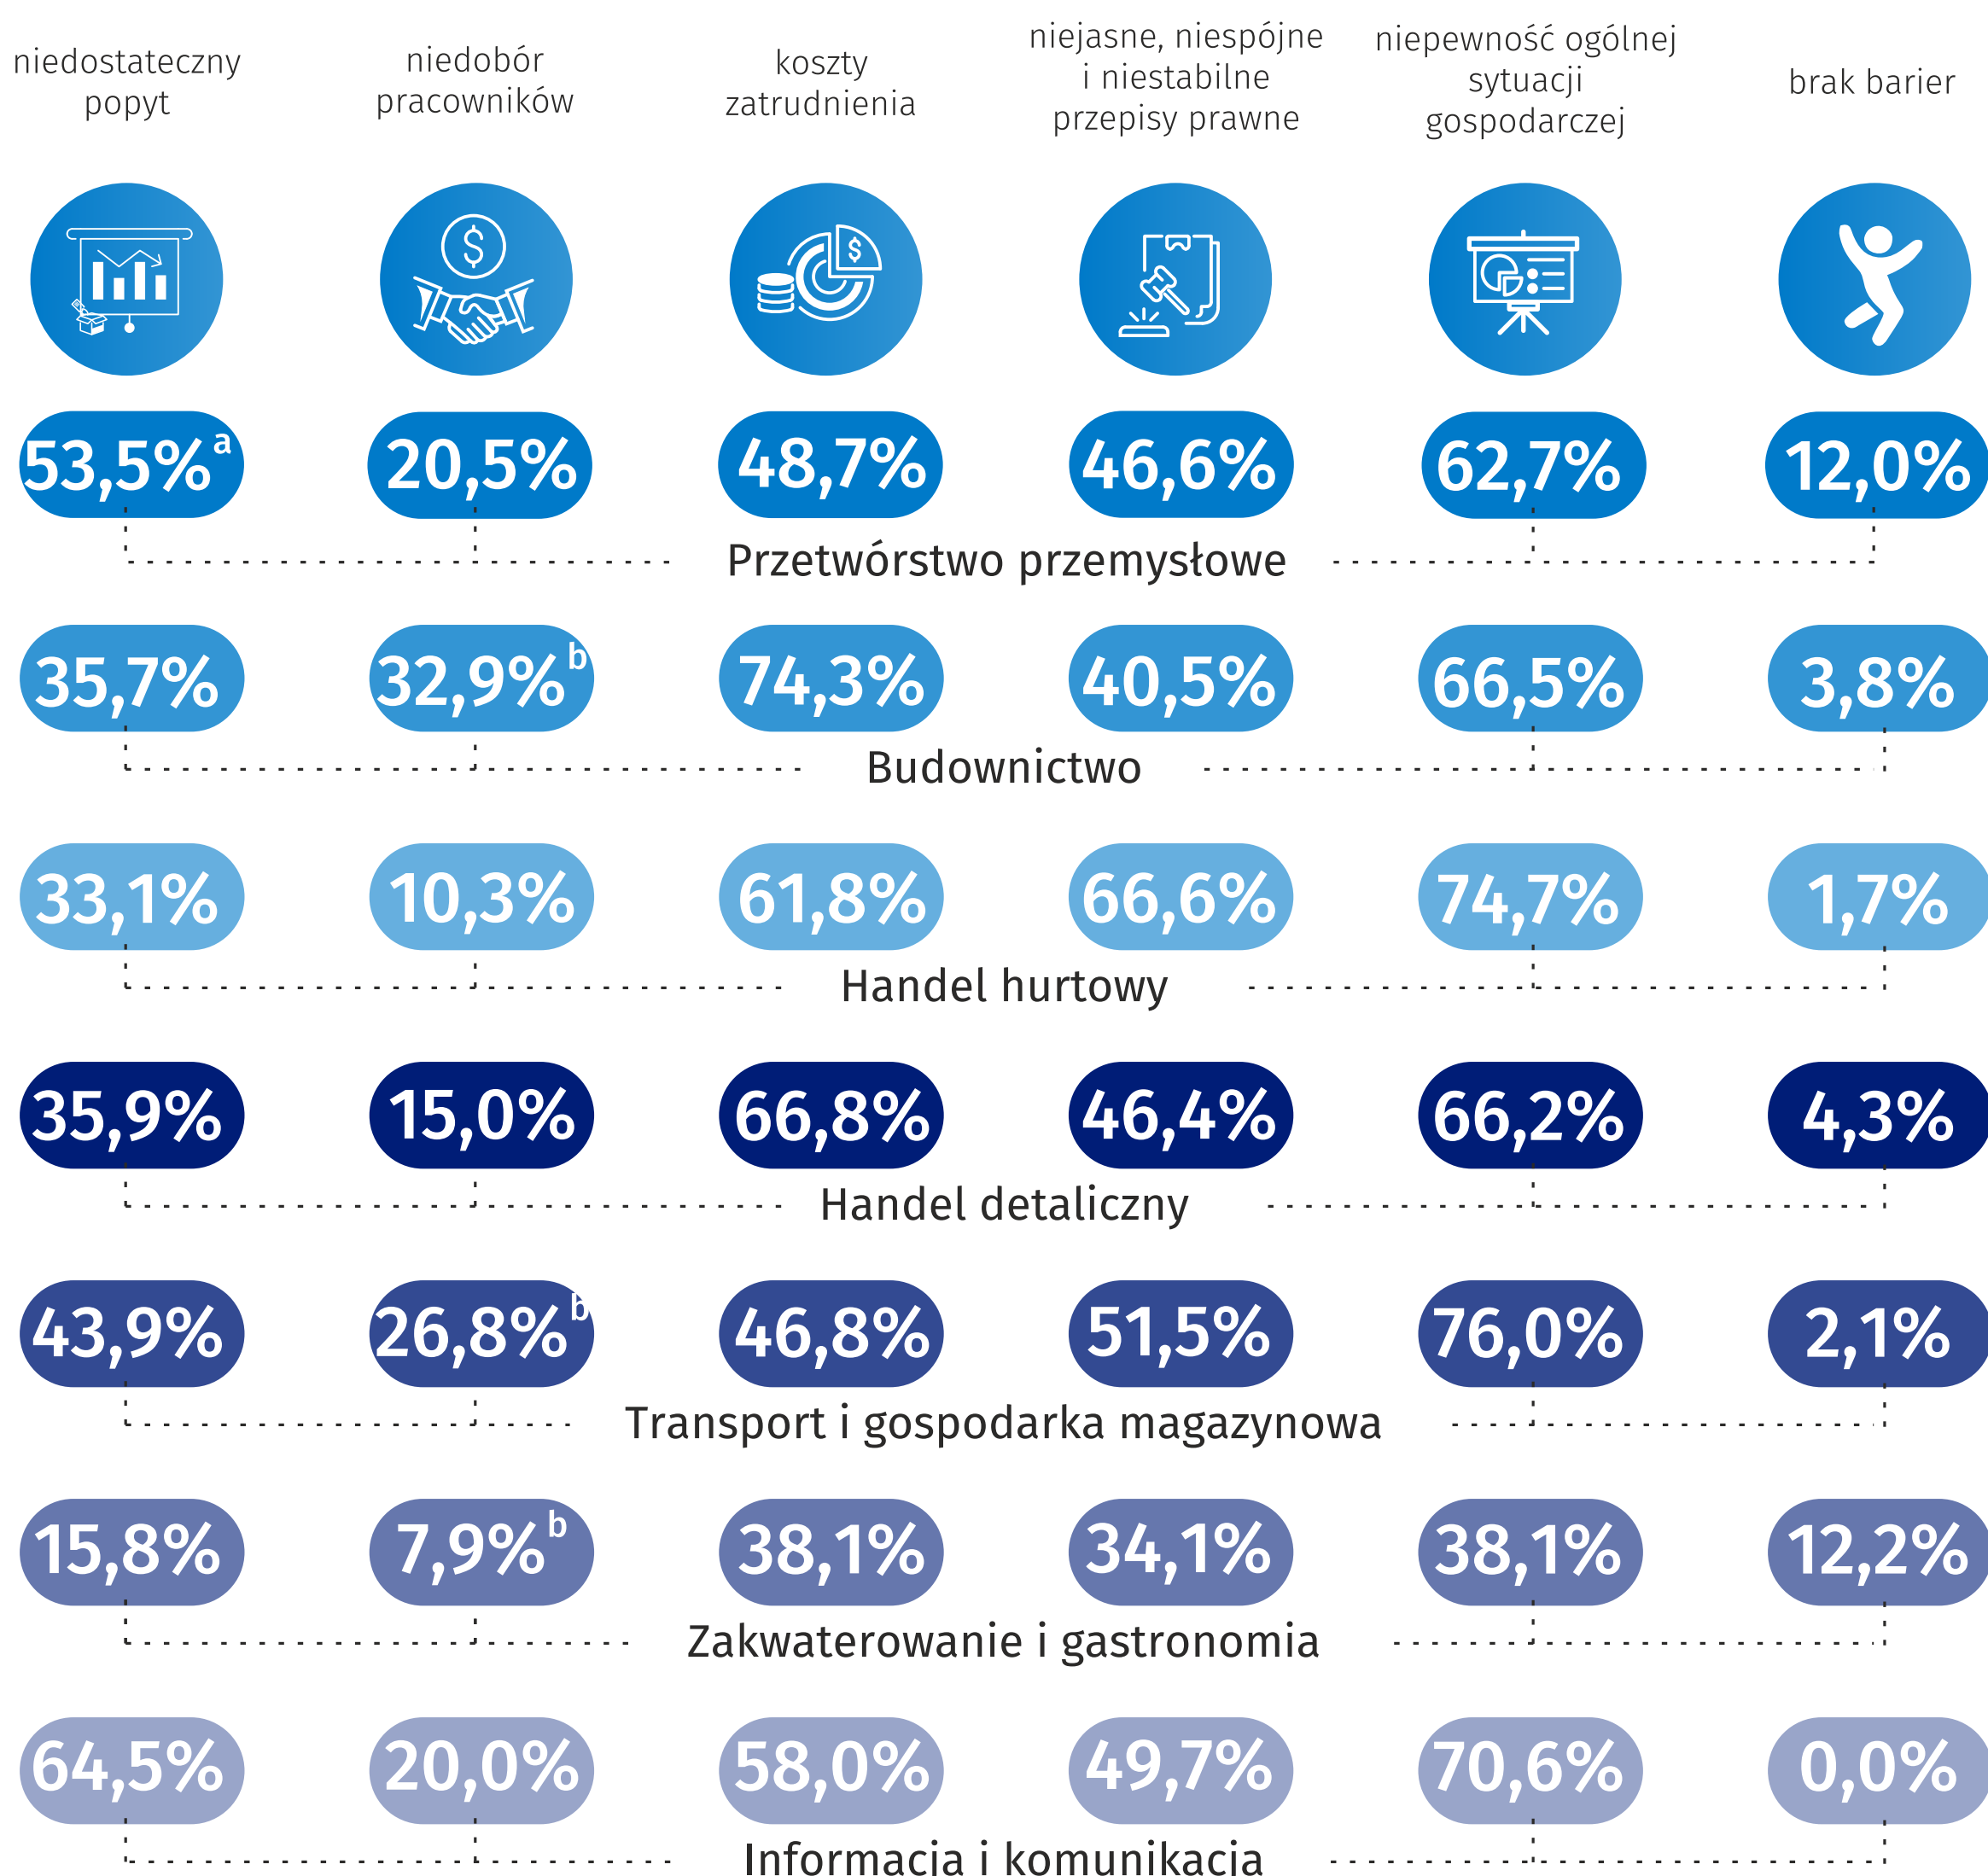 niedostateczny
popyt
niedobór
pracowników
koszty
zatrudnienia
niejasne, niespójne
i niestabilne
przepisy prawne
niepewność ogólnej
sytuacji
gospodarczej
brak barier
53,5%a 20,5% 48,7% 46,6% 62,7% 12,0%
Przetwórstwo przemysłowe
35,7% 32,9%b 74,3% 40,5% 66,5% 3,8%
Budownictwo
33,1% 10,3% 61,8% 66,6% 74,7% 1,7%
Handel hurtowy
35,9% 15,0% 66,8% 46,4% 66,2% 4,3%
Handel detaliczny
43,9% 26,8%b 46,8% 51,5% 76,0% 2,1%
Transport i gospodarka magazynowa
15,8% 7,9%b 38,1% 34,1% 38,1% 12,2%
Zakwaterowanie i gastronomia
64,5% 20,0% 58,0% 49,7% 70,6% 0,0%
Informacja i komunikacja